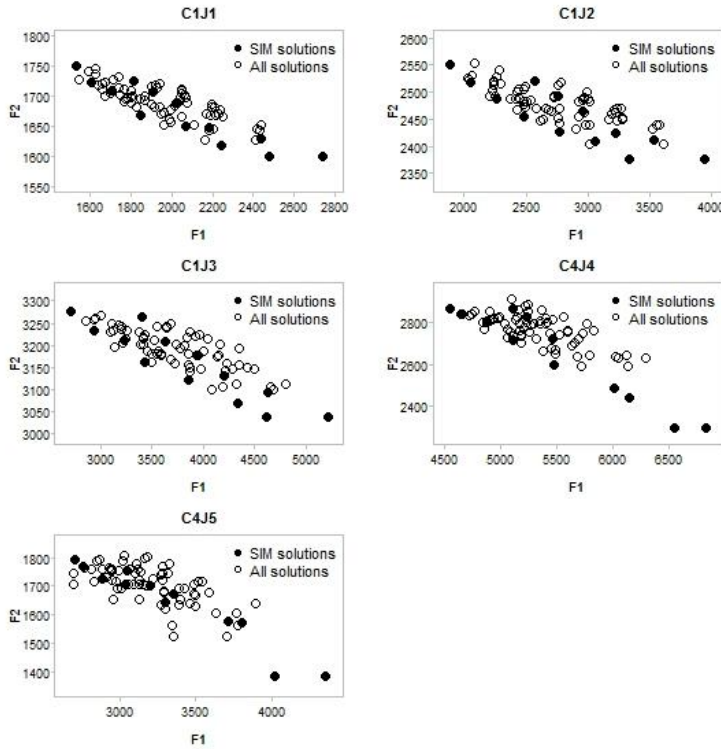 C1J1
1800
1750
1700
1650
1600
1550
F2
SIM solutions
All solutions
1600 1800 2000 2200 2400 2600 2800
F1
C1J2
2600
2550
2500
2450
2400
2350
F2
SIM solutions
All solutions
2000 2500 3000 3500 4000
F1
C1J3
3300
3250
3200
3150
3100
3050
3000
F2
SIM solutions
All solutions
3000 3500 4000 4500 5000
F1
C4J4
2800
2600
2400
F2
SIM solutions
All solutions
4500 5000 5500 6000 6500
F1
C4J5
1800
1700
1600
1500
1400
F2
SIM solutions
All solutions
3000 3500 4000
F1